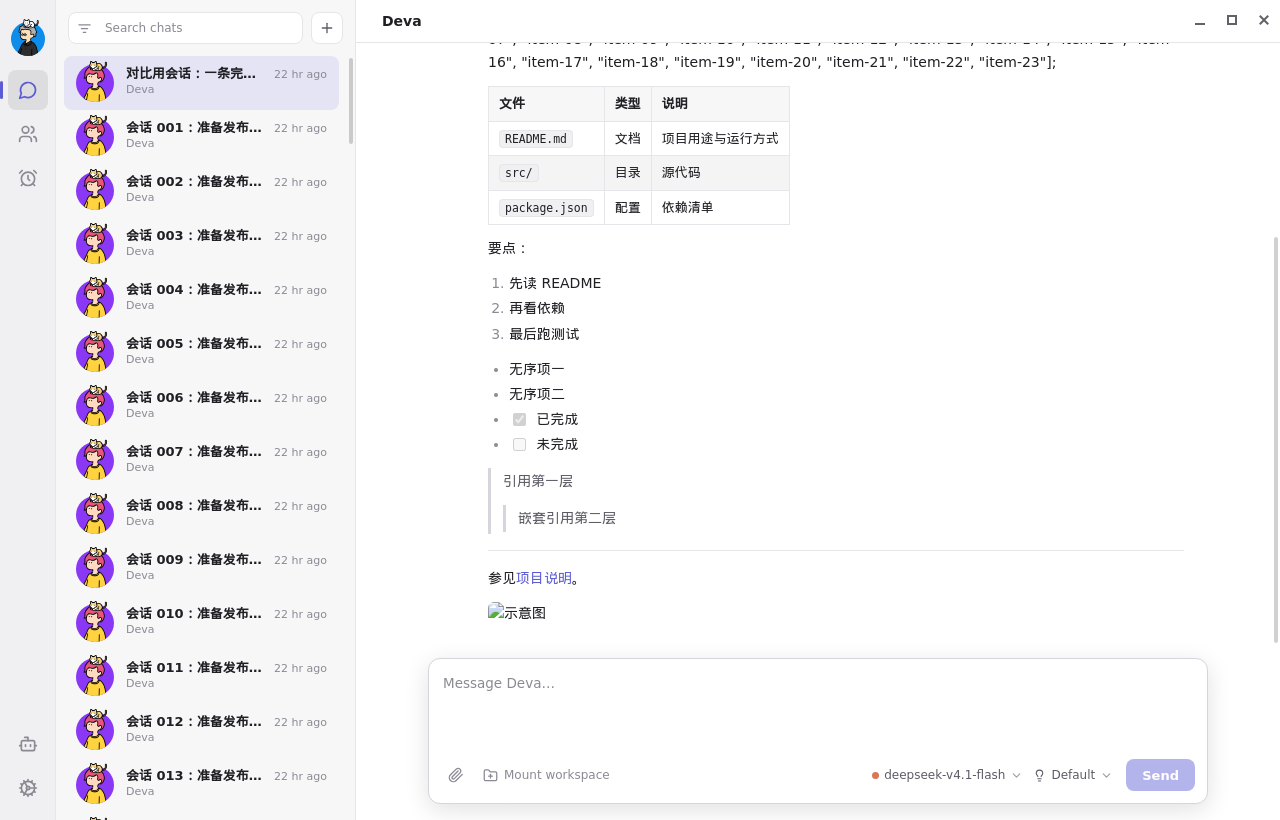 Search chats
对比用会话：一条完... 22 hr ago
Deva
会话 001：准备发布... 22 hr ago
Deva
会话 002：准备发布... 22 hr ago
Deva
会话 003：准备发布... 22 hr ago
Deva
会话 004：准备发布... 22 hr ago
Deva
会话 005：准备发布... 22 hr ago
Deva
会话 006：准备发布... 22 hr ago
Deva
会话 007：准备发布... 22 hr ago
Deva
会话 008：准备发布... 22 hr ago
Deva
会话 009：准备发布... 22 hr ago
Deva
会话 010：准备发布... 22 hr ago
Deva
会话 011：准备发布... 22 hr ago
Deva
会话 012：准备发布... 22 hr ago
Deva
会话 013：准备发布... 22 hr ago
Deva
Deva
16", "item-17", "item-18", "item-19", "item-20", "item-21", "item-22", "item-23"];
文件 类型 说明
README.md 文档 项目用途与运行方式
src/ 目录 源代码
package.json 配置 依赖清单
要点：
1. 先读 README
2. 再看依赖
3. 最后跑测试
• 无序项一
• 无序项二
• 已完成
• 未完成
引用第一层
嵌套引用第二层
参见项目说明。
示意图
Message Deva...
Mount workspace deepseek-v4.1-flash Default Send